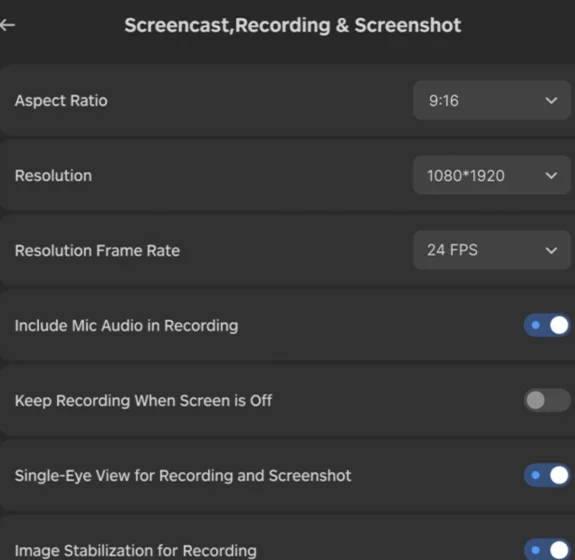 Screencast,Recording & Screenshot
Aspect Ratio 9:16
Resolution 1080*1920
Resolution Frame Rate 24 FPS
Include Mic Audio in Recording
Keep Recording When Screen is Off
Single-Eye View for Recording and Screenshot
Image Stabilization for Recording